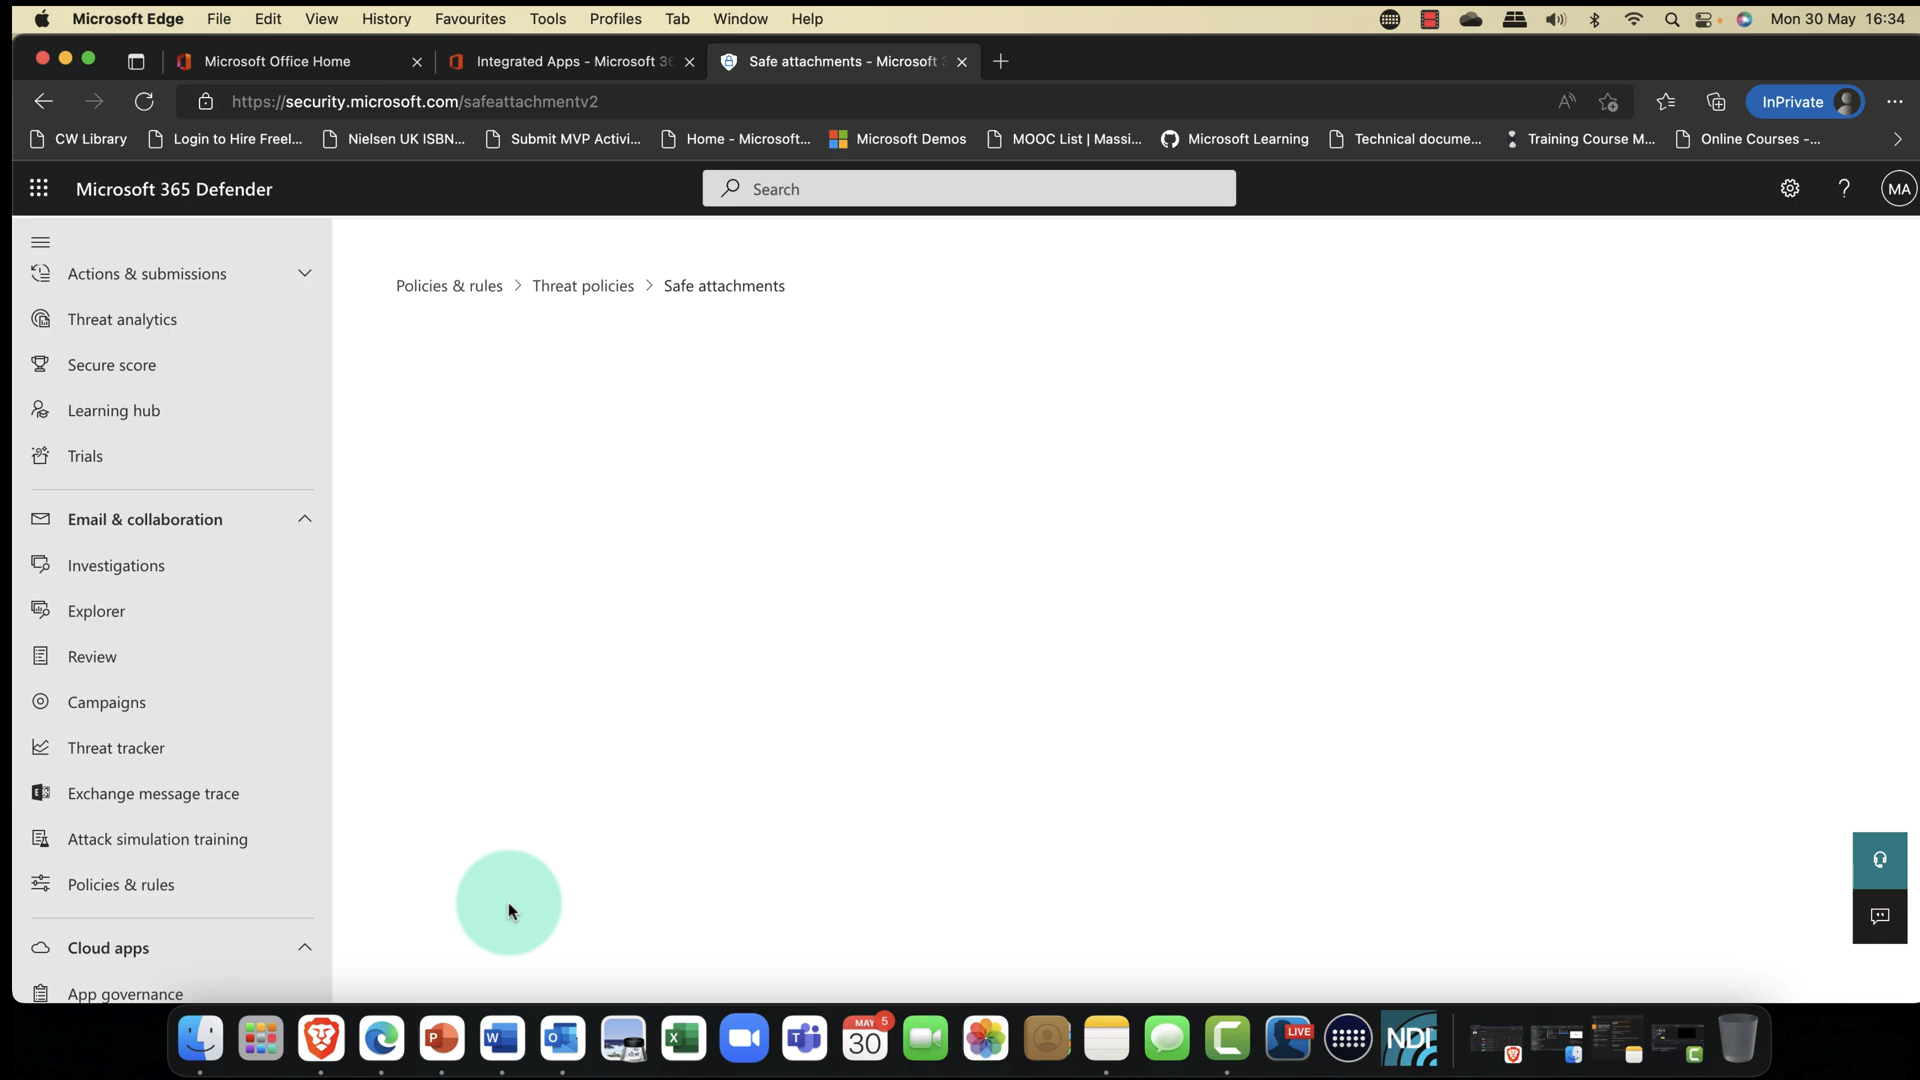 Microsoft Edge File Edit View History Favourites Tools Profiles Tab Window Help Mon 30 May 16:34
Microsoft Office Home Integrated Apps - Microsoft 36 Safe attachments - Microsoft 3
https://security.microsoft.com/safeattachmentv2 InPrivate
CW Library Login to Hire Freel... Nielsen UK ISBN... Submit MVP Activi... Home - Microsoft... Microsoft Demos MOOC List | Massi... Microsoft Learning Technical docume... Training Course M... Online Courses -...
Microsoft 365 Defender Search MA
Actions & submissions
Policies & rules > Threat policies > Safe attachments
Threat analytics
Secure score
Learning hub
Trials
Email & collaboration
Investigations
Explorer
Review
Campaigns
Threat tracker
Exchange message trace
Attack simulation training
Policies & rules
Cloud apps
App governance
MAY 30 5 LIVE NDI